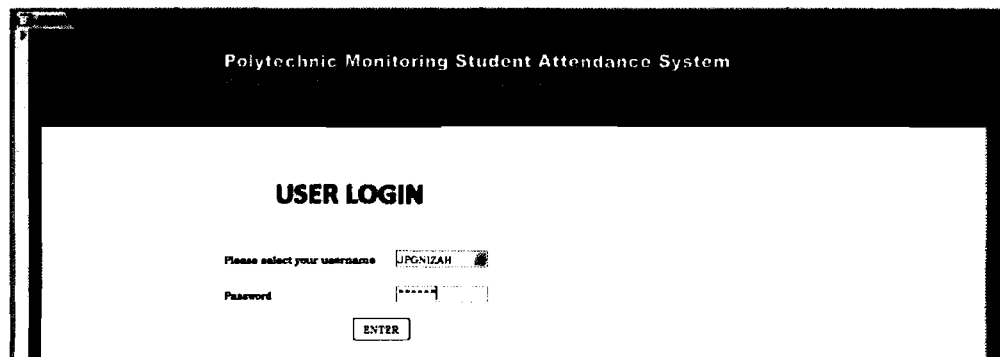 Polytechnic Monitoring Student Attendance System
USER LOGIN
Please select your username JPGNIZAH
Password ******
ENTER